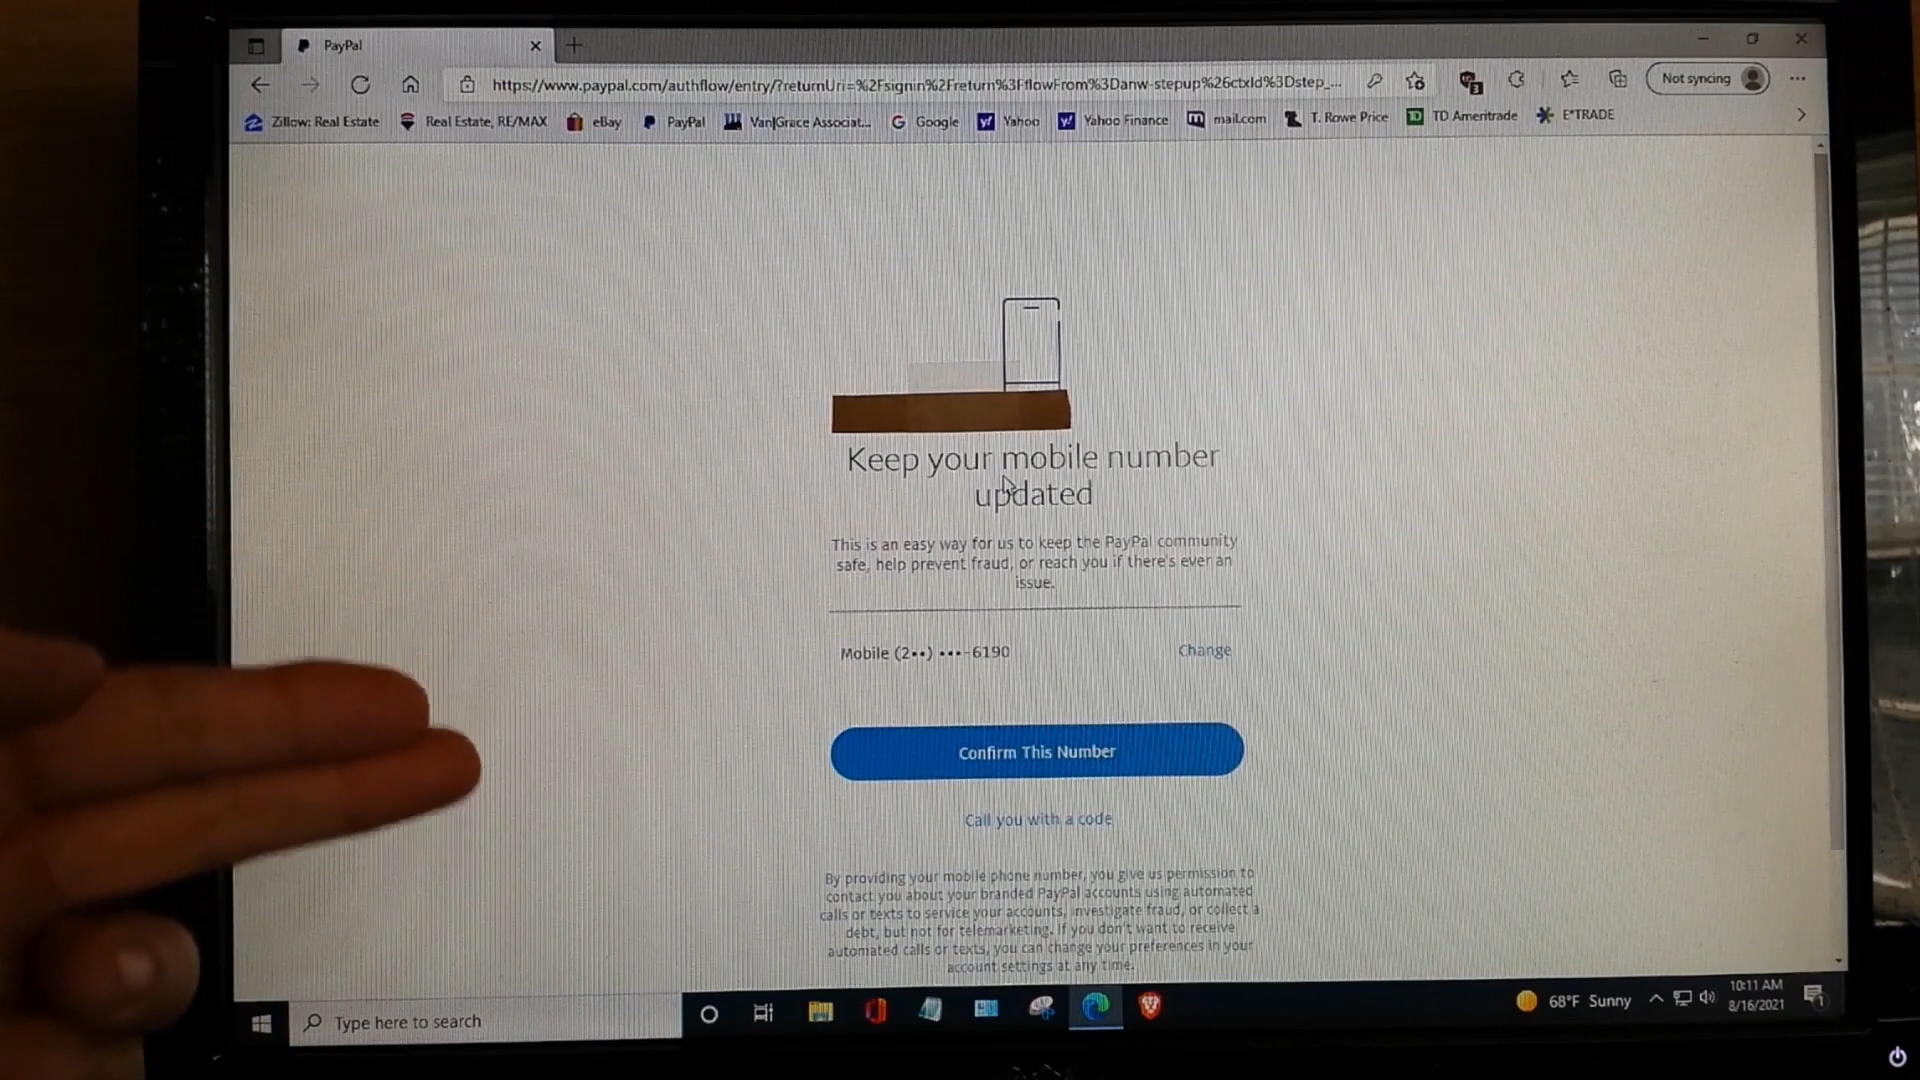 PayPal
https://www.paypal.com/authflow/entry/?returnUri=%2Fsignin%2Freturn%3FflowFrom%3Danw-stepup%26ctxId%3Dstep_...
3
Not syncing
Zillow: Real Estate
Real Estate, RE/MAX
eBay
PayPal
Van|Grace Associat...
Google
Yahoo
Yahoo Finance
mail.com
T. Rowe Price
TD Ameritrade
E*TRADE
Keep your mobile number
updated
This is an easy way for us to keep the PayPal community
safe, help prevent fraud, or reach you if there's ever an
issue.
Mobile (2••) •••-6190
Change
Confirm This Number
Call you with a code
By providing your mobile phone number, you give us permission to
contact you about your branded PayPal accounts using automated
calls or texts to service your accounts, investigate fraud, or collect a
debt, but not for telemarketing. If you don't want to receive
automated calls or texts, you can change your preferences in your
account settings at any time.
Type here to search
68°F Sunny
10:11 AM
8/16/2021
1